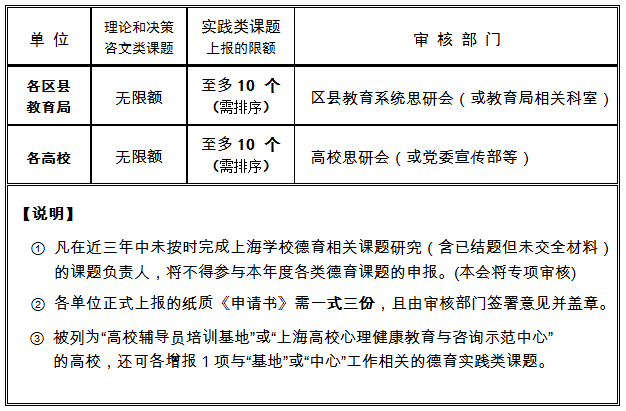 单 位
理论和决策
咨文类课题
实践类课题
上报的限额
审 核 部 门
各区县
教育局
无限额
至多 10 个
（需排序）
区县教育系统思研会（或教育局相关科室）
各高校
无限额
至多 10 个
（需排序）
高校思研会（或党委宣传部等）
【说明】
① 凡在近三年中未按时完成上海学校德育相关课题研究（含已结题但未交全材料）
的课题负责人，将不得参与本年度各类德育课题的申报。(本会将专项审核)
② 各单位正式上报的纸质《申请书》需一式三份，且由审核部门签署意见并盖章。
③ 被列为“高校辅导员培训基地”或“上海高校心理健康教育与咨询示范中心”
的高校，还可各增报 1 项与“基地”或“中心”工作相关的德育实践类课题。